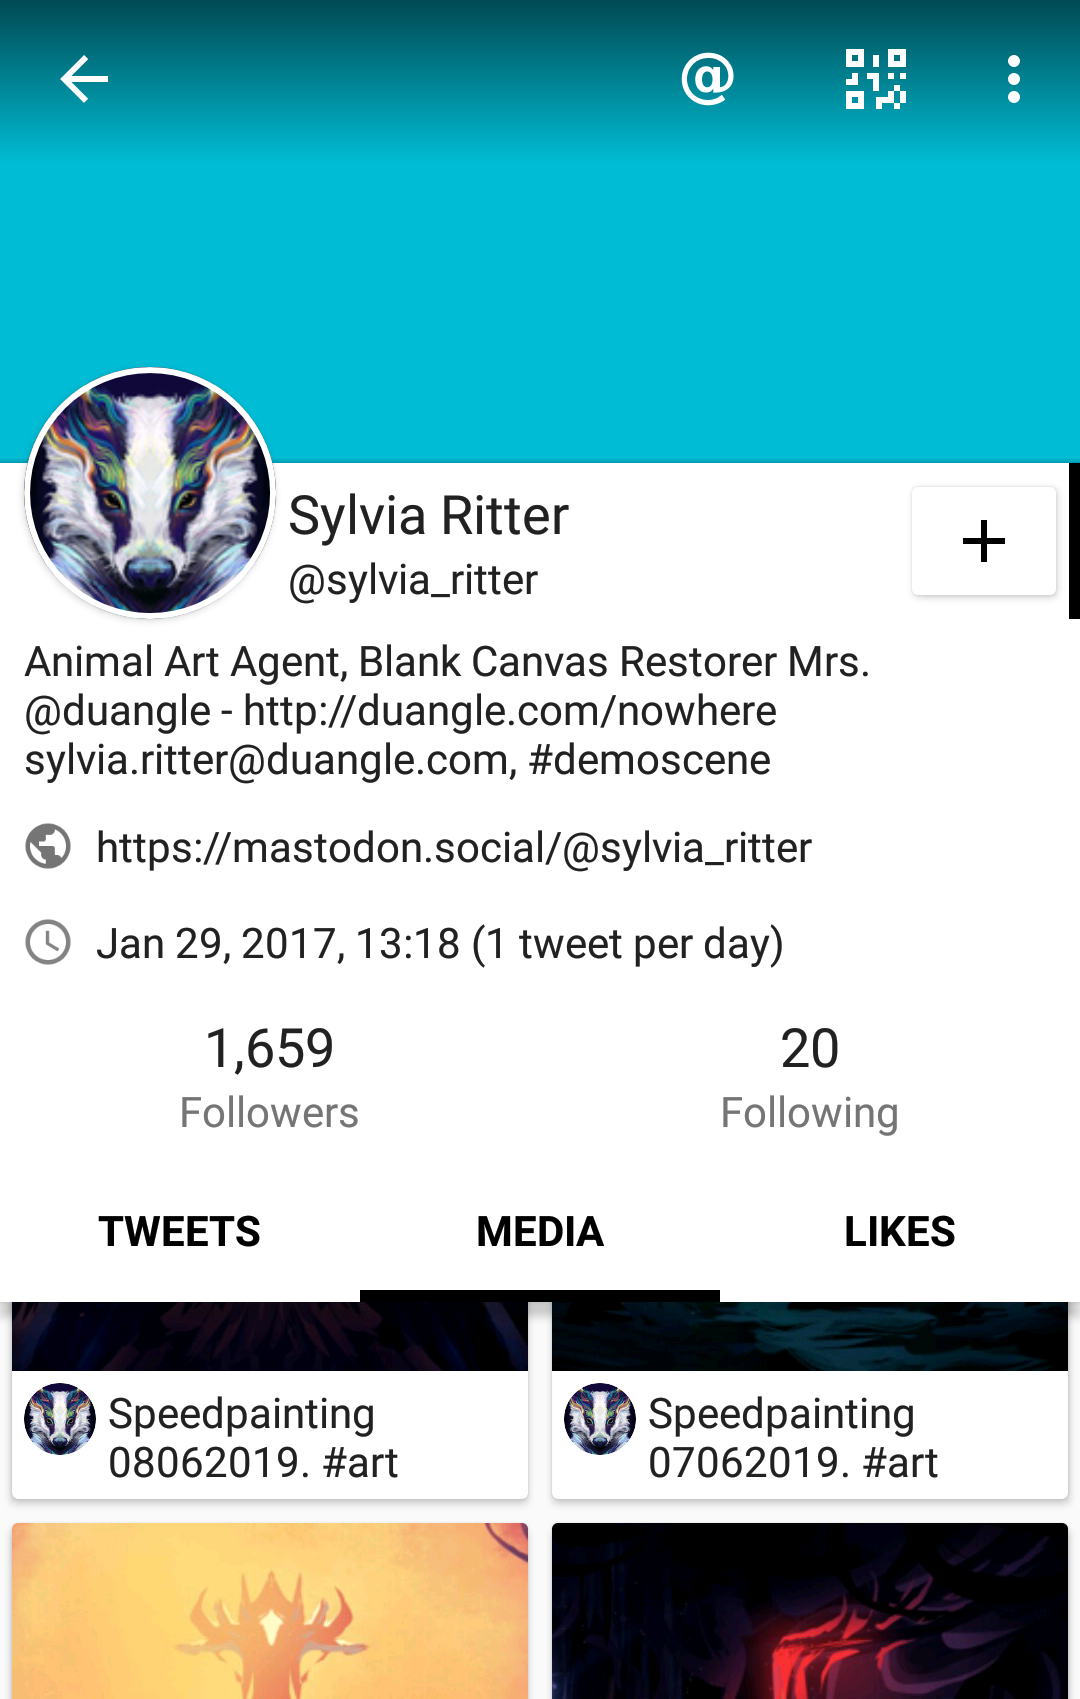 @
Sylvia Ritter
@sylvia_ritter
Animal Art Agent, Blank Canvas Restorer Mrs.
@duangle - http://duangle.com/nowhere
sylvia.ritter@duangle.com, #demoscene
https://mastodon.social/@sylvia_ritter
Jan 29, 2017, 13:18 (1 tweet per day)
1,659 20
Followers Following
TWEETS MEDIA LIKES
Speedpainting
08062019. #art
Speedpainting
07062019. #art